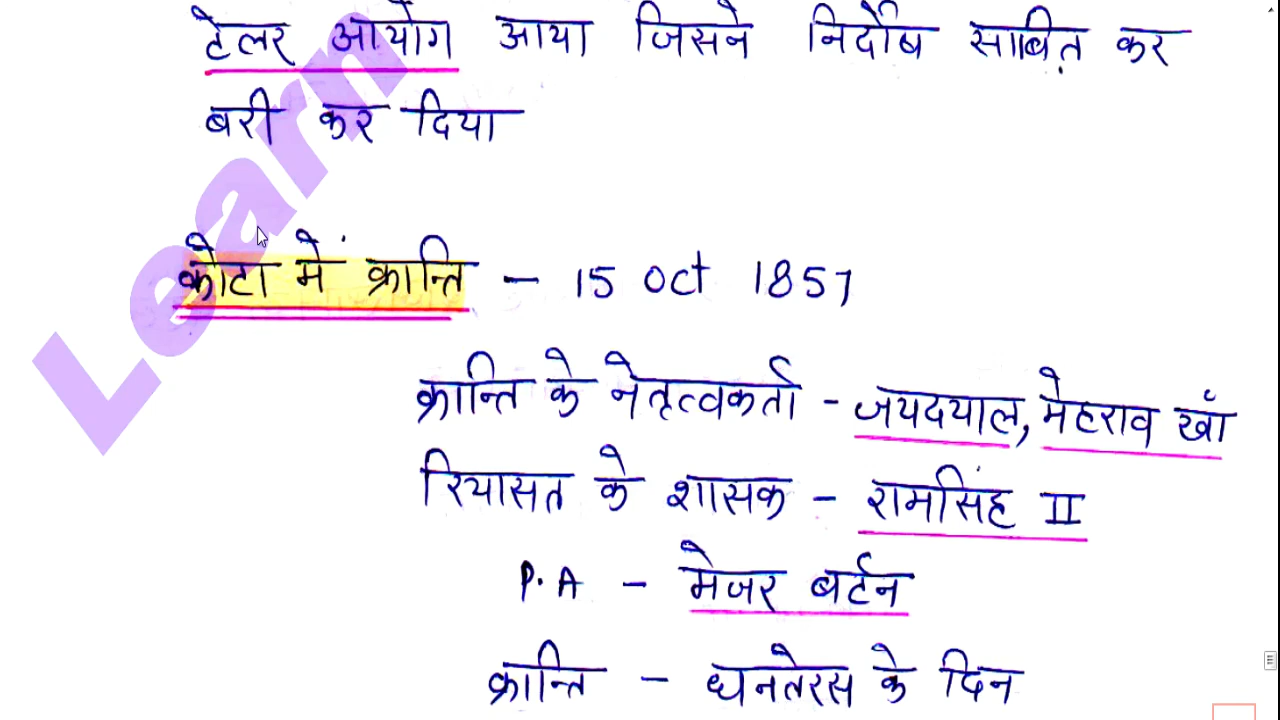 टेलर आयोग आया जिसने निर्दोष साबित कर
बरी कर दिया
Learn
कोटा में क्रान्ति - 15 Oct 1857
क्रान्ति के नेतृत्वकर्ता - जयदयाल, मेहराव खाँ
रियासत के शासक - रामसिंह II
P.A - मेजर बर्टन
क्रान्ति - धनतेरस के दिन